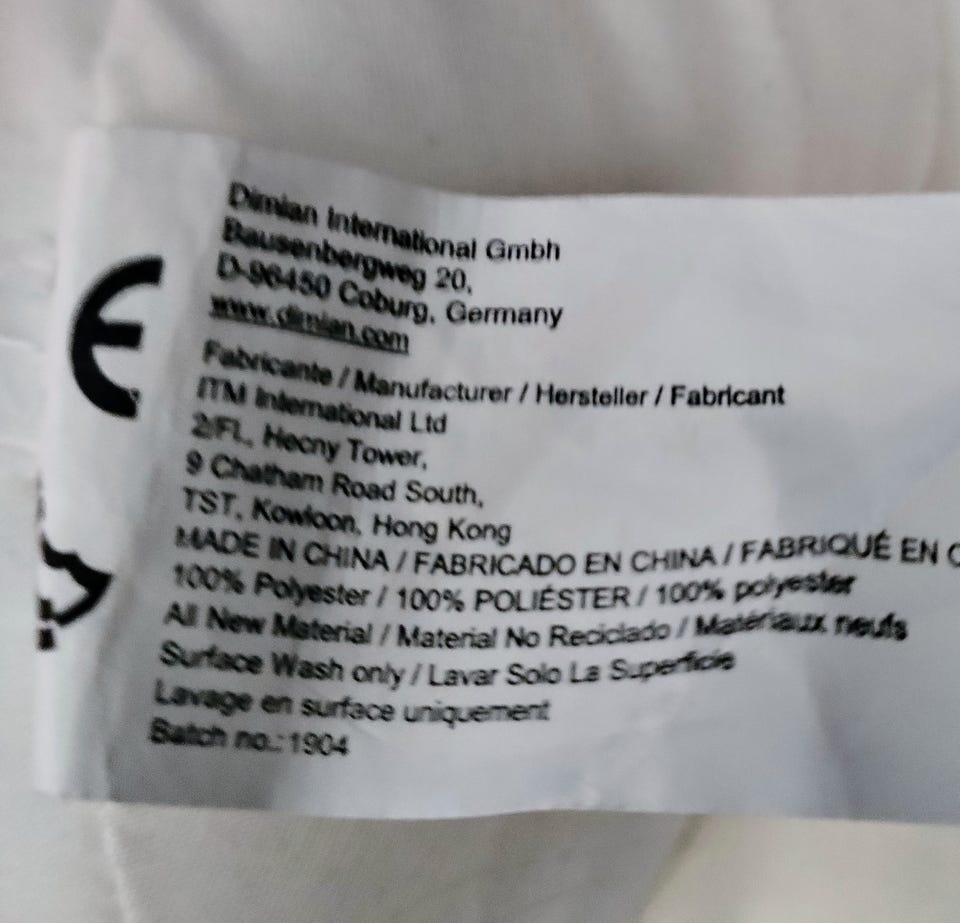 CE
Dimian International Gmbh
Bausenbergweg 20,
D-96450 Coburg, Germany
www.dimian.com
Fabricante / Manufacturer / Hersteller / Fabricant
ITM International Ltd
2/Fl., Hecny Tower,
9 Chatham Road South,
TST, Kowloon, Hong Kong
MADE IN CHINA / FABRICADO EN CHINA / FABRIQUÉ EN C
100% Polyester / 100% POLIÉSTER / 100% polyester
All New Material / Material No Reciclado / Matériaux neufs
Surface Wash only / Lavar Solo La Superficie
Lavage en surface uniquement
Batch no.:1904